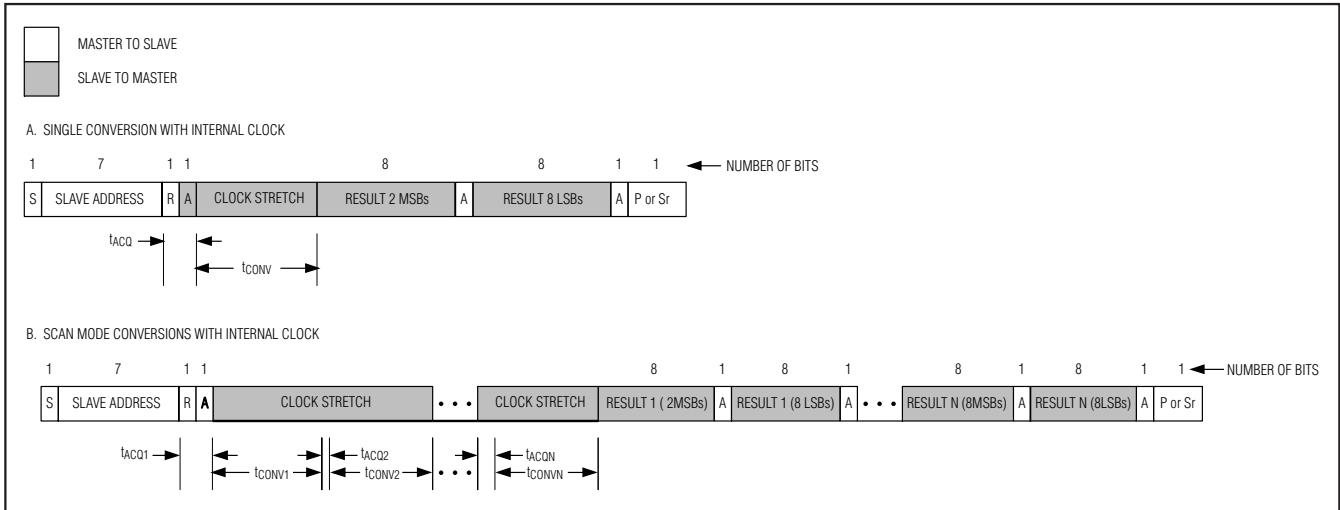 MASTER TO SLAVE
SLAVE TO MASTER
A. SINGLE CONVERSION WITH INTERNAL CLOCK
1 7 1 1 8 8 1 1 NUMBER OF BITS
S SLAVE ADDRESS R A CLOCK STRETCH RESULT 2 MSBs A RESULT 8 LSBs A P or Sr
tACQ
tCONV
B. SCAN MODE CONVERSIONS WITH INTERNAL CLOCK
1 7 1 1 8 1 8 1 8 1 8 1 1 NUMBER OF BITS
S SLAVE ADDRESS R A CLOCK STRETCH • • • CLOCK STRETCH RESULT 1 ( 2MSBs) A RESULT 1 (8 LSBs) A • • • RESULT N (8MSBs) A RESULT N (8LSBs) A P or Sr
tACQ1 tACQ2 tACQN
tCONV1 tCONV2 • • • tCONVN